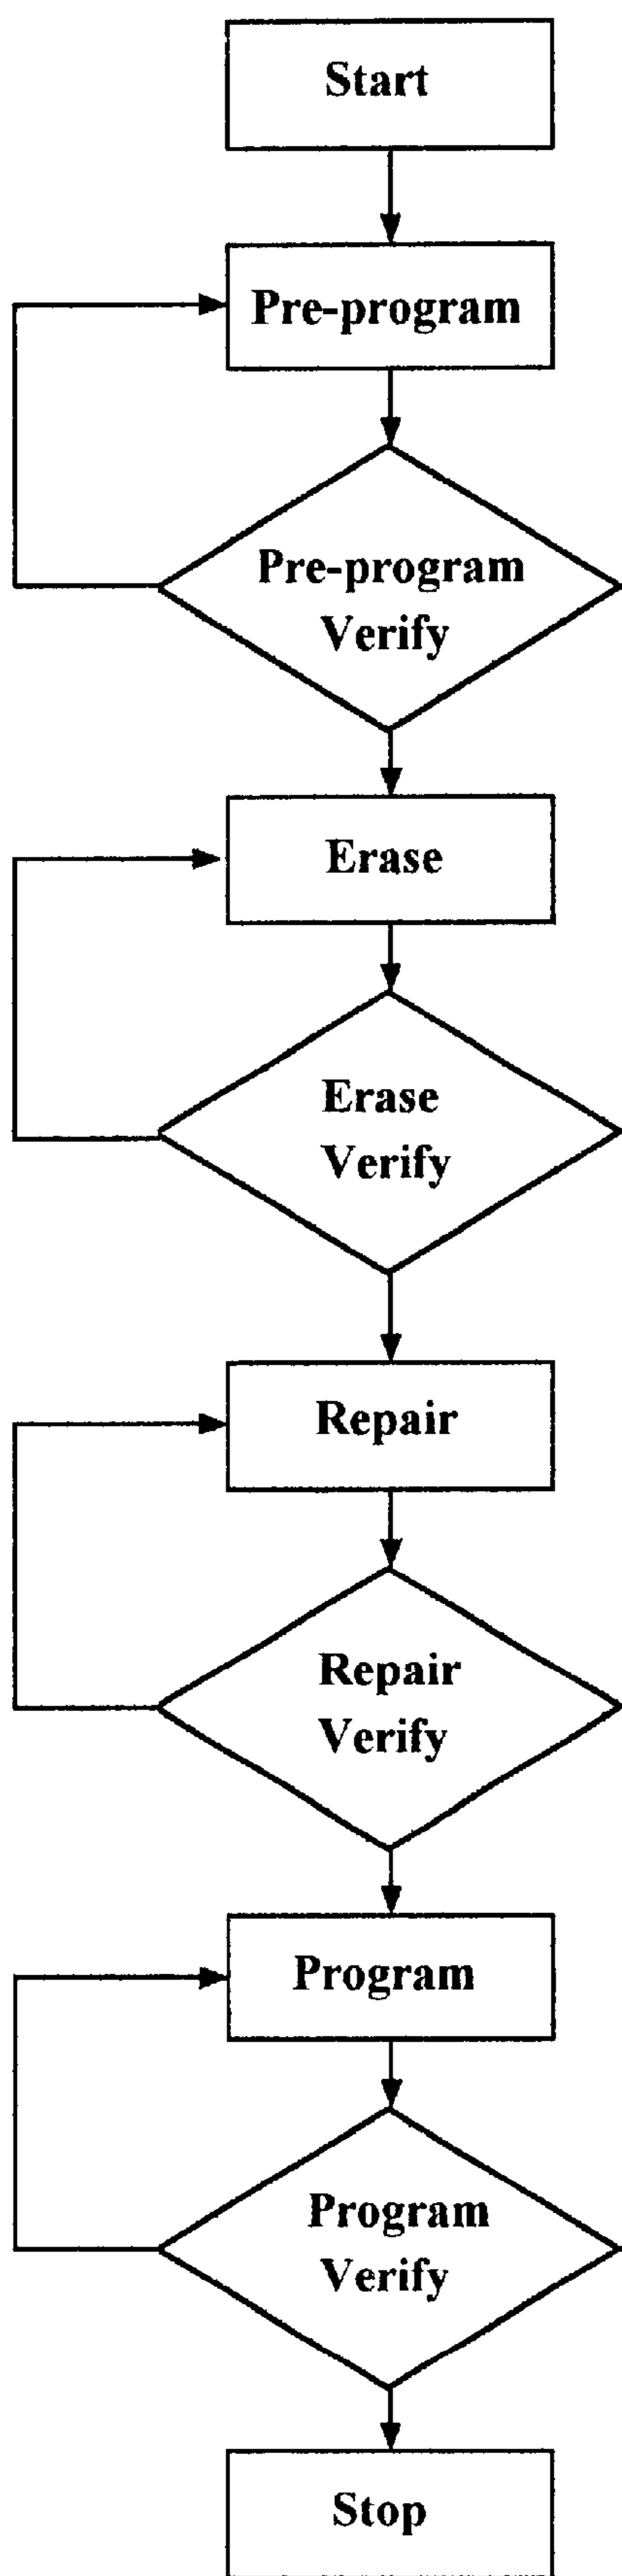 Start
Pre-program
Pre-program
Verify
Erase
Erase
Verify
Repair
Repair
Verify
Program
Program
Verify
Stop